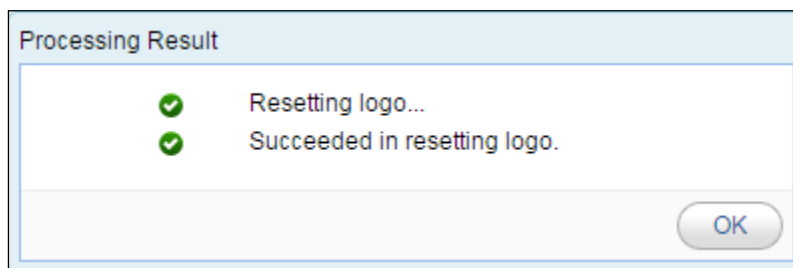 Processing Result
Resetting logo...
Succeeded in resetting logo.
OK